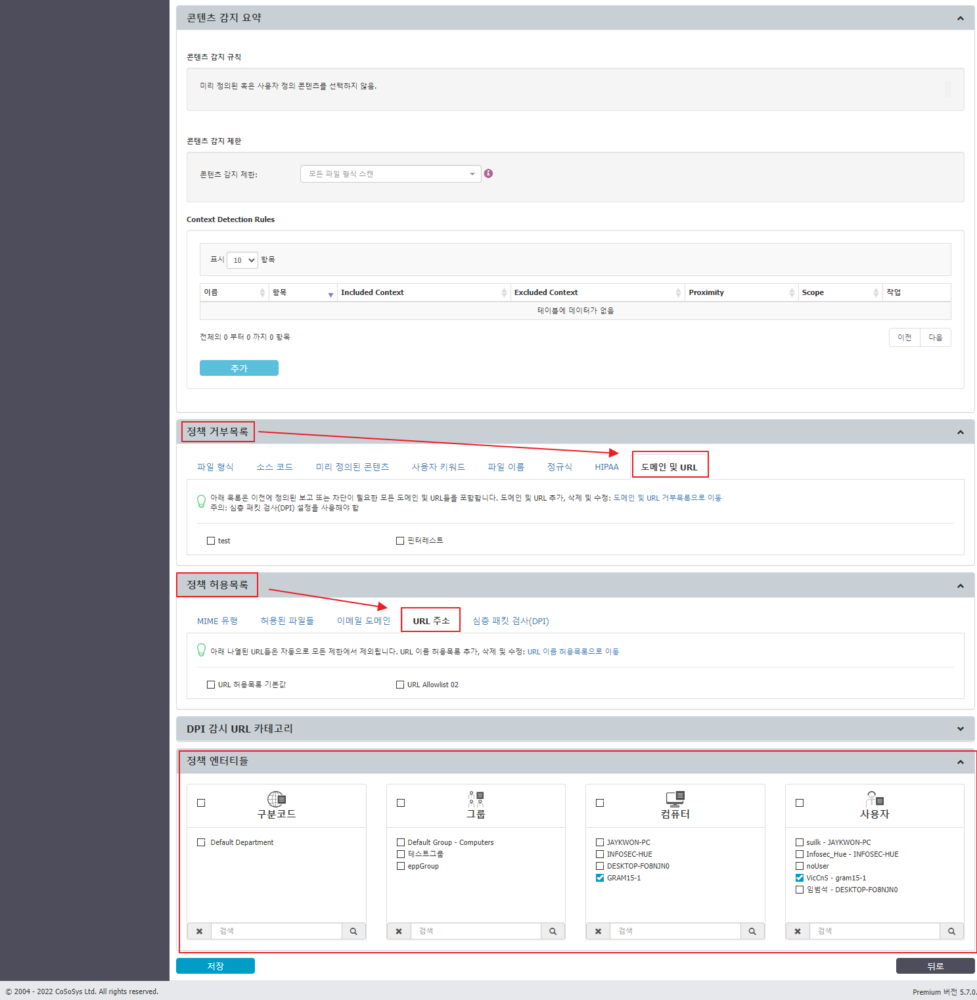 콘텐츠 감지 요약
콘텐츠 감지 규칙
미리 정의된 혹은 사용자 정의 콘텐츠를 선택하지 않음.
콘텐츠 감지 제한
콘텐츠 감지 제한:
모든 파일 형식 스캔
Context Detection Rules
표시 10 항목
이름 항목 Included Context Excluded Context Proximity Scope 작업
테이블에 데이터가 없음
전체의 0 부터 0 까지 0 항목
이전 다음
추가
정책 거부목록
파일 형식 소스 코드 미리 정의된 콘텐츠 사용자 키워드 파일 이름 정규식 HIPAA 도메인 및 URL
아래 목록은 이전에 정의된 보고 또는 차단이 필요한 모든 도메인 및 URL들을 포함합니다. 도메인 및 URL 추가, 삭제 및 수정: 도메인 및 URL 거부목록으로 이동
주의: 심층 패킷 검사(DPI) 설정을 사용해야 함
test 핀터레스트
정책 허용목록
MIME 유형 허용된 파일들 이메일 도메인 URL 주소 심층 패킷 검사(DPI)
아래 나열된 URL들은 자동으로 모든 제한에서 제외됩니다. URL 이름 허용목록 추가, 삭제 및 수정: URL 이름 허용목록으로 이동
URL 허용목록 기본값 URL Allowlist 02
DPI 감시 URL 카테고리
정책 엔터티들
구분코드 그룹 컴퓨터 사용자
Default Department Default Group - Computers JAYKWON-PC suilk - JAYKWON-PC
테스트그룹 INFOSEC-HUE Infosec_Hue - INFOSEC-HUE
eppGroup DESKTOP-FO8NJN0 noUser
GRAM15-1 VicCnS - gram15-1
임범석 - DESKTOP-FO8NJN0
검색 검색 검색 검색
저장 뒤로
© 2004 - 2022 CoSoSys Ltd. All rights reserved. Premium 버전 5.7.0.